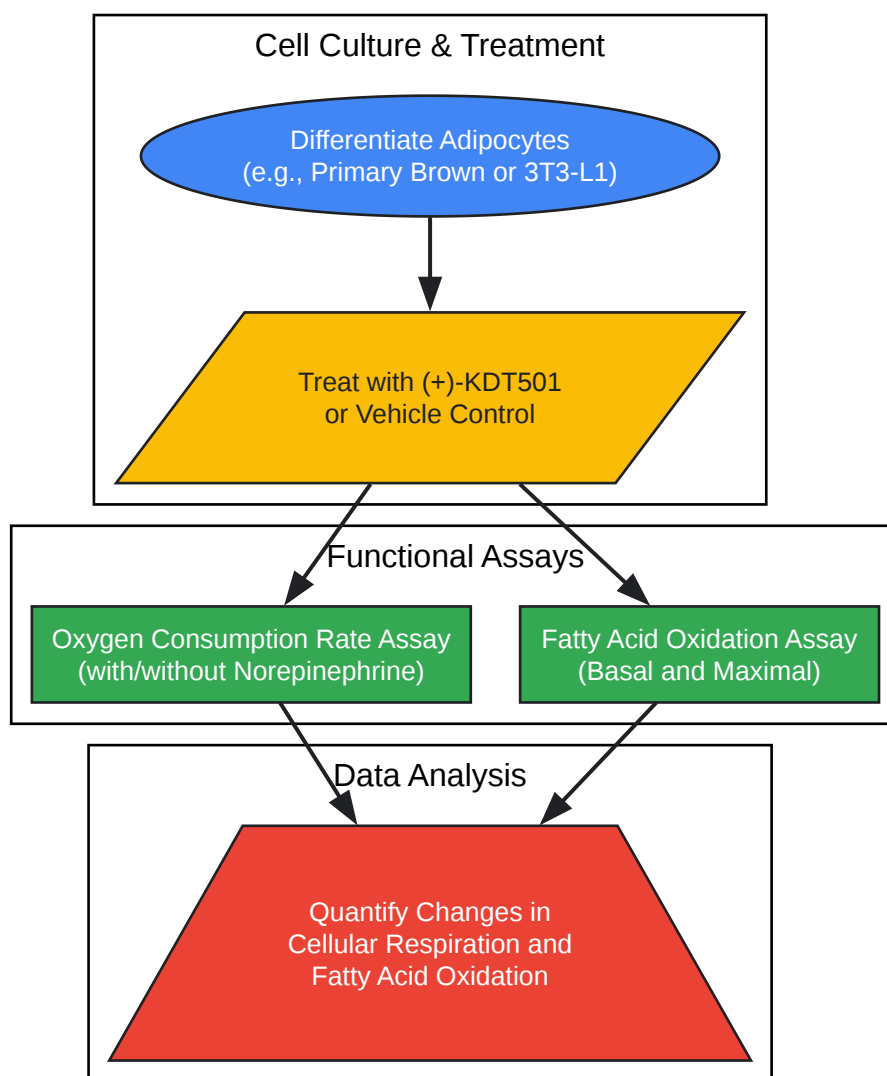 Cell Culture & Treatment
Differentiate Adipocytes
(e.g., Primary Brown or 3T3-L1)
Treat with (+)-KDT501
or Vehicle Control
Functional Assays
Oxygen Consumption Rate Assay
(with/without Norepinephrine)
Fatty Acid Oxidation Assay
(Basal and Maximal)
Data Analysis
Quantify Changes in
Cellular Respiration and
Fatty Acid Oxidation